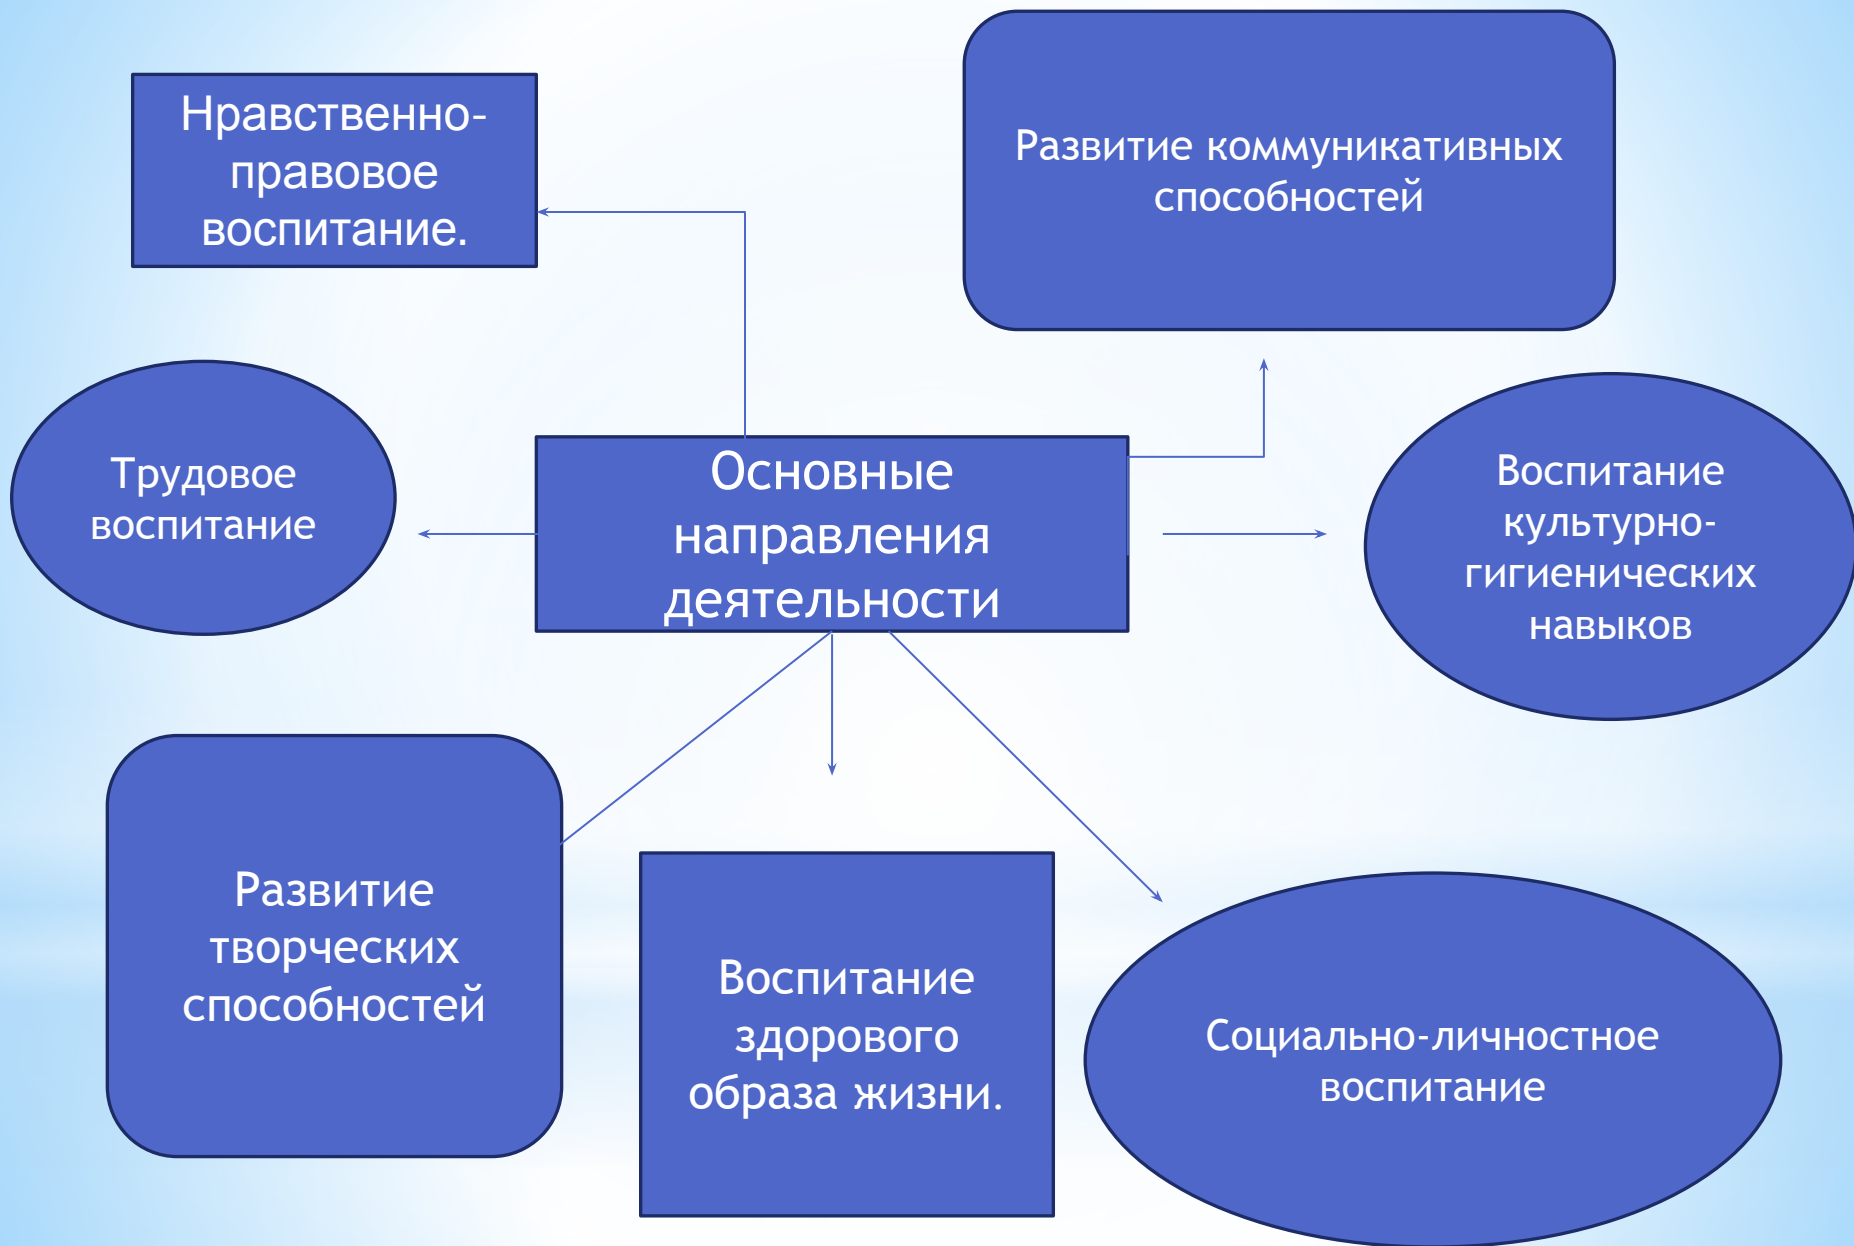 Нравственно-
правовое
воспитание.
Развитие коммуникативных
способностей
Трудовое
воспитание
Основные
направления
деятельности
Воспитание
культурно-
гигиенических
навыков
Развитие
творческих
способностей
Воспитание
здорового
образа жизни.
Социально-личностное
воспитание